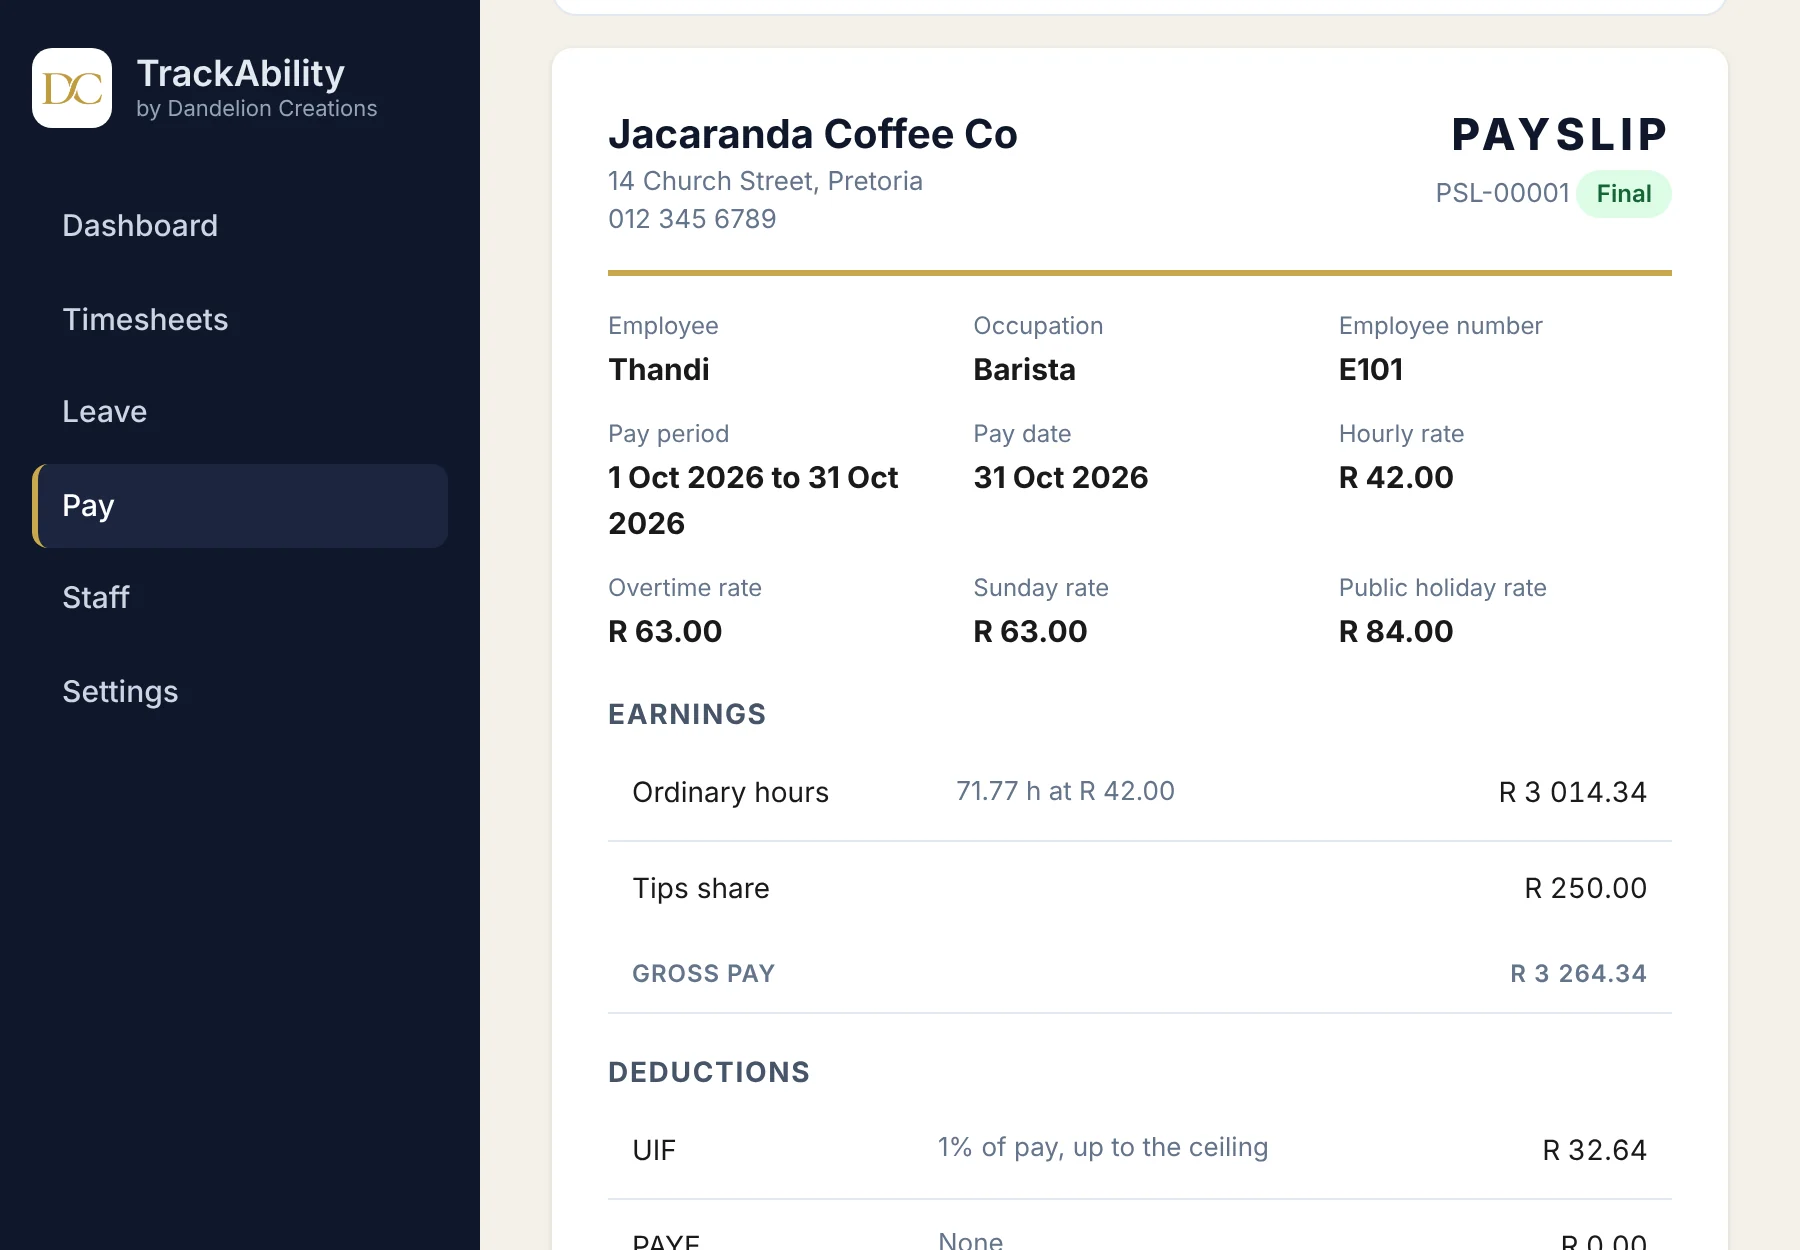 DC
TrackAbility
by Dandelion Creations
Dashboard
Timesheets
Leave
Pay
Staff
Settings
Jacaranda Coffee Co
14 Church Street, Pretoria
012 345 6789
PAYSLIP
PSL-00001 Final
Employee Occupation Employee number
Thandi Barista E101
Pay period Pay date Hourly rate
1 Oct 2026 to 31 Oct 31 Oct 2026 R 42.00
2026
Overtime rate Sunday rate Public holiday rate
R 63.00 R 63.00 R 84.00
EARNINGS
Ordinary hours 71.77 h at R 42.00 R 3 014.34
Tips share R 250.00
GROSS PAY R 3 264.34
DEDUCTIONS
UIF 1% of pay, up to the ceiling R 32.64
PAYE None R 0.00